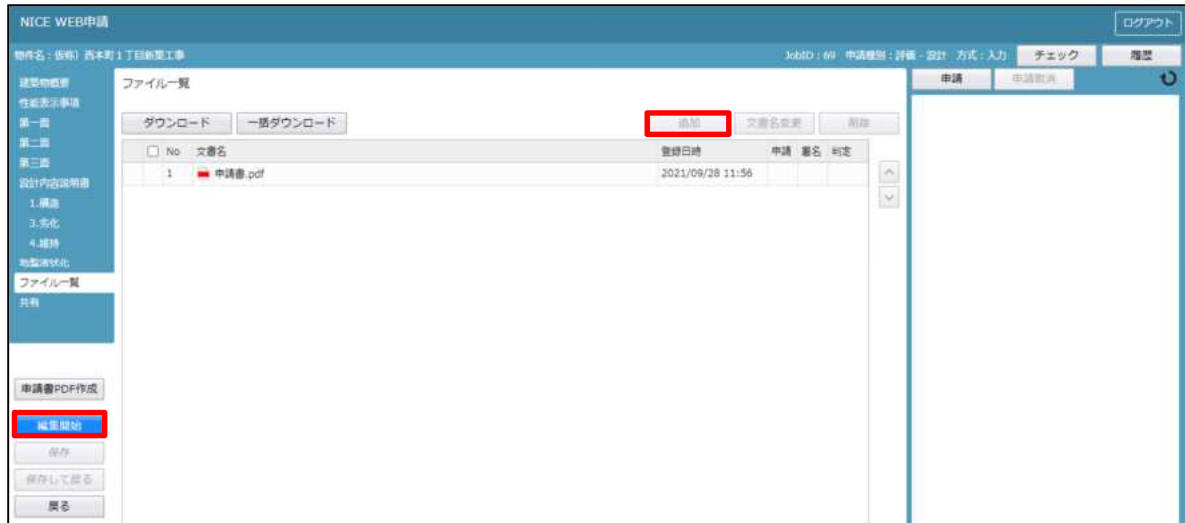 NICE WEB申請
ログアウト
物件名：仮称）西本町１丁目新築工事
JobID：69 申請種別：評価 - 設計 方式：入力
チェック
履歴
建築物概要
性能表示事項
第一面
第二面
第三面
設計内容説明書
1.構造
3.劣化
4.維持
地盤液状化
ファイル一覧
共有
申請書PDF作成
編集開始
保存
保存して戻る
戻る
ファイル一覧
ダウンロード
一括ダウンロード
追加
文書名変更
削除
No 文書名 登録日時 申請 署名 判定
1 申請書.pdf 2021/09/28 11:56
申請
申請取消